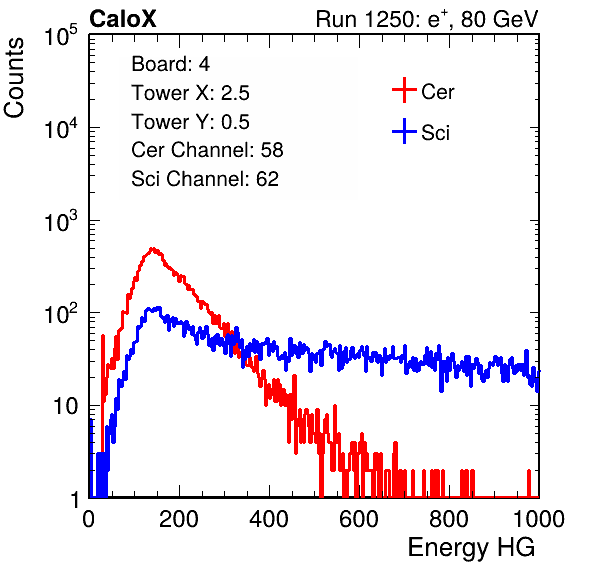 CaloX Run 1250: e⁺, 80 GeV
Counts
10⁵
10⁴
10³
10²
10
1
Board: 4
Tower X: 2.5
Tower Y: 0.5
Cer Channel: 58
Sci Channel: 62
Cer
Sci
0 200 400 600 800 1000
Energy HG